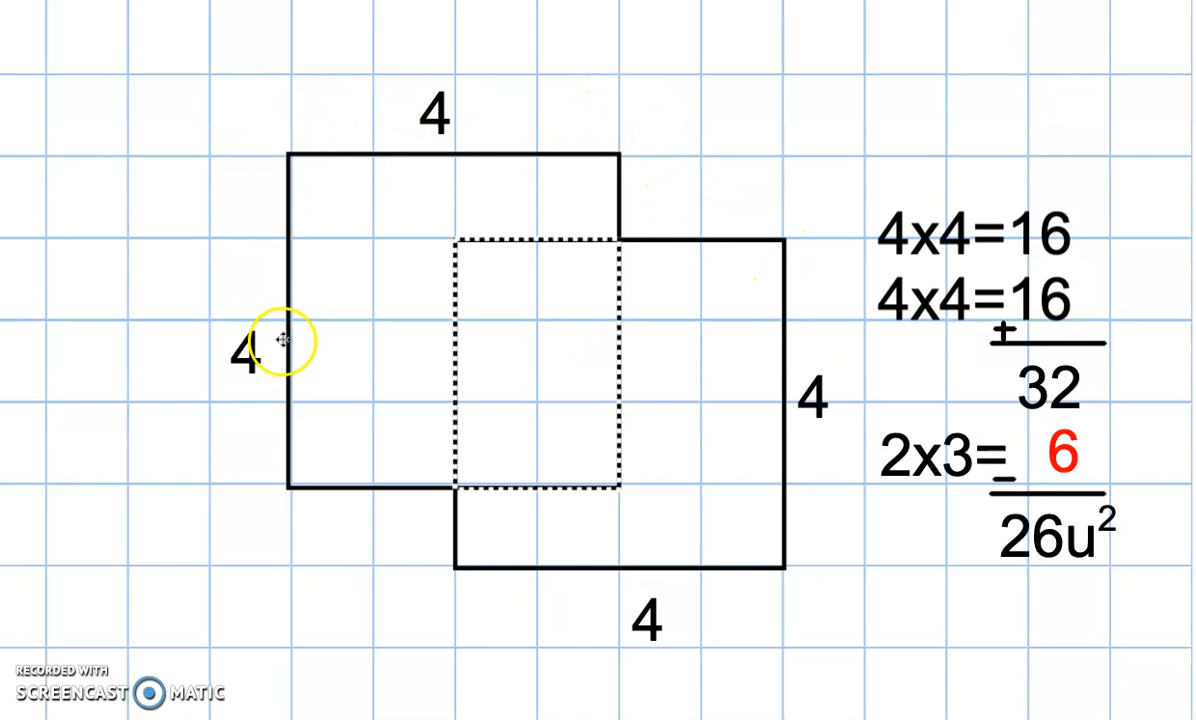 4
4
4
4
4x4=16
4x4=16
+
32
2x3= 6
-
26u²
RECORDED WITH
SCREENCAST MATIC